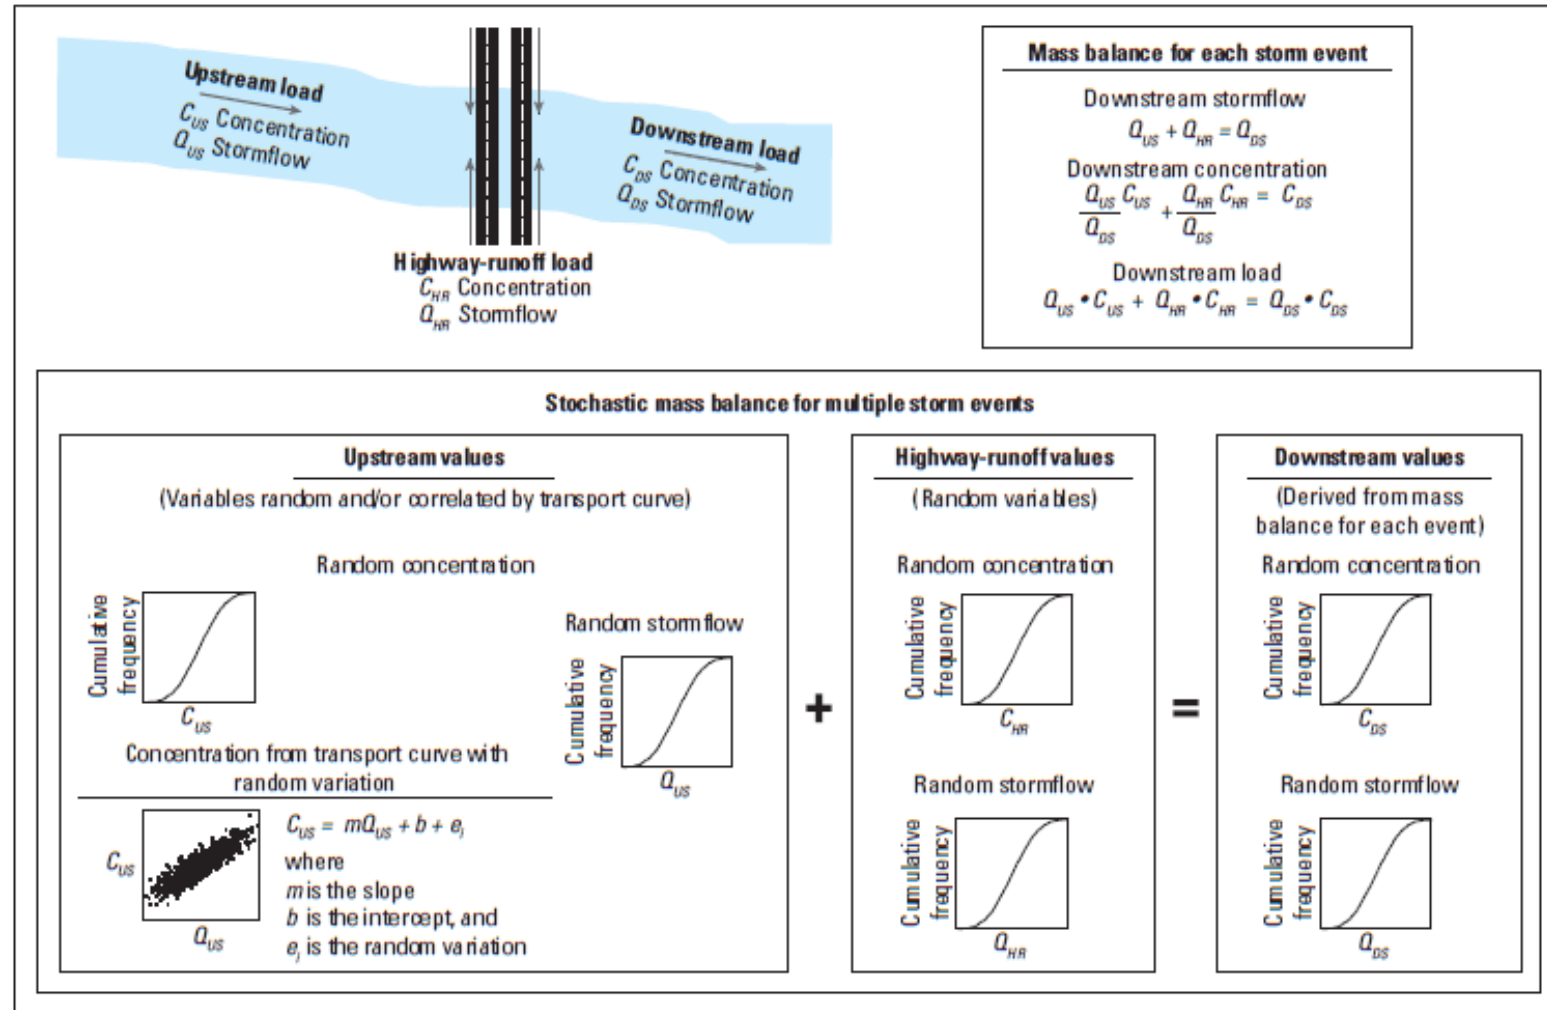 Upstream load
C_US Concentration
Q_US Stormflow
Downstream load
C_DS Concentration
Q_DS Stormflow
Highway-runoff load
C_HR Concentration
Q_HR Stormflow
Mass balance for each storm event
Downstream stormflow
Q_US + Q_HR = Q_DS
Downstream concentration
Q_US/Q_DS C_US + Q_HR/Q_DS C_HR = C_DS
Downstream load
Q_US • C_US + Q_HR • C_HR = Q_DS • C_DS
Stochastic mass balance for multiple storm events
Upstream values
(Variables random and/or correlated by transport curve)
Random concentration
Cumulative
frequency
C_US
Random stormflow
Cumulative
frequency
Q_US
Concentration from transport curve with
random variation
C_US
Q_US
C_US = mQ_US + b + e_i
where
m is the slope
b is the intercept, and
e_i is the random variation
+
Highway-runoff values
(Random variables)
Random concentration
Cumulative
frequency
C_HR
Random stormflow
Cumulative
frequency
Q_HR
=
Downstream values
(Derived from mass
balance for each event)
Random concentration
Cumulative
frequency
C_DS
Random stormflow
Cumulative
frequency
Q_DS